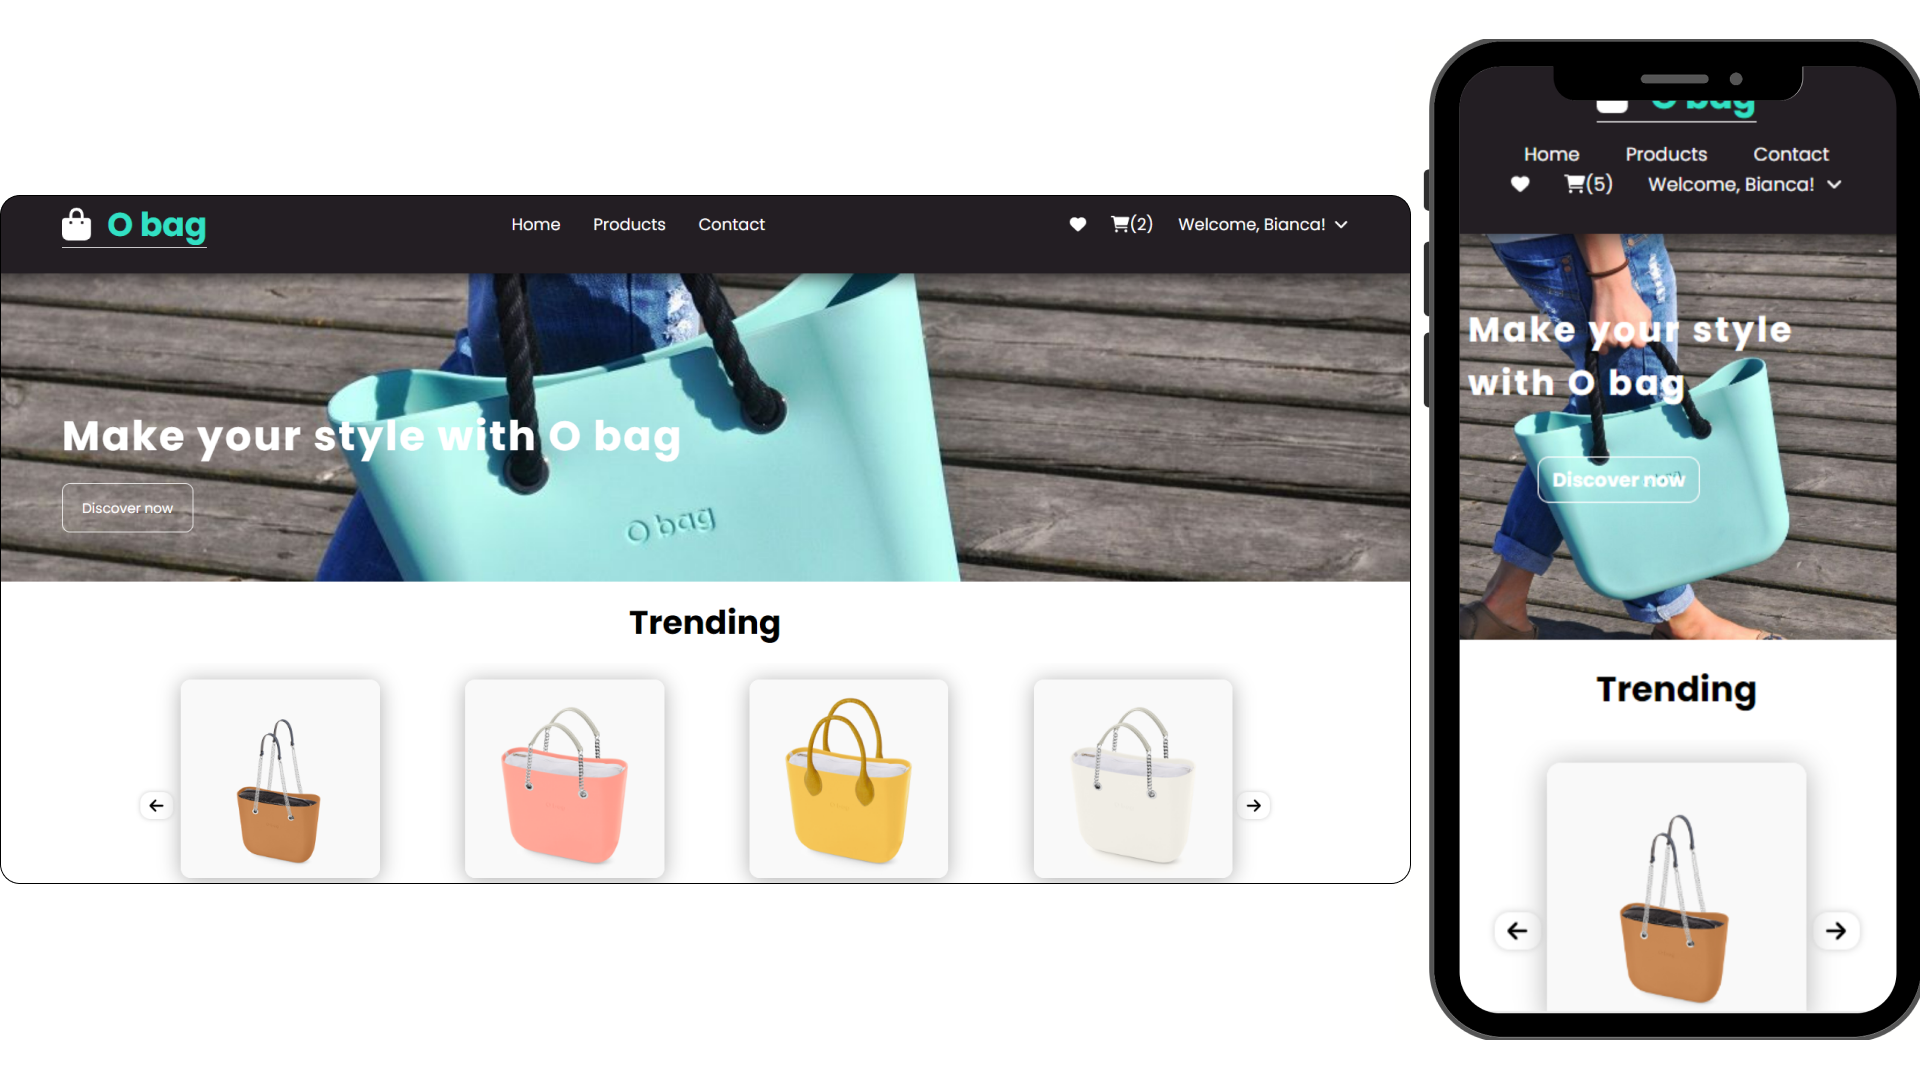 O bag
Home Products Contact
(2) Welcome, Bianca!
Make your style with O bag
Discover now
O bag
Trending
O bag
Home Products Contact
(5) Welcome, Bianca!
Make your style
with O bag
Discover now
Trending